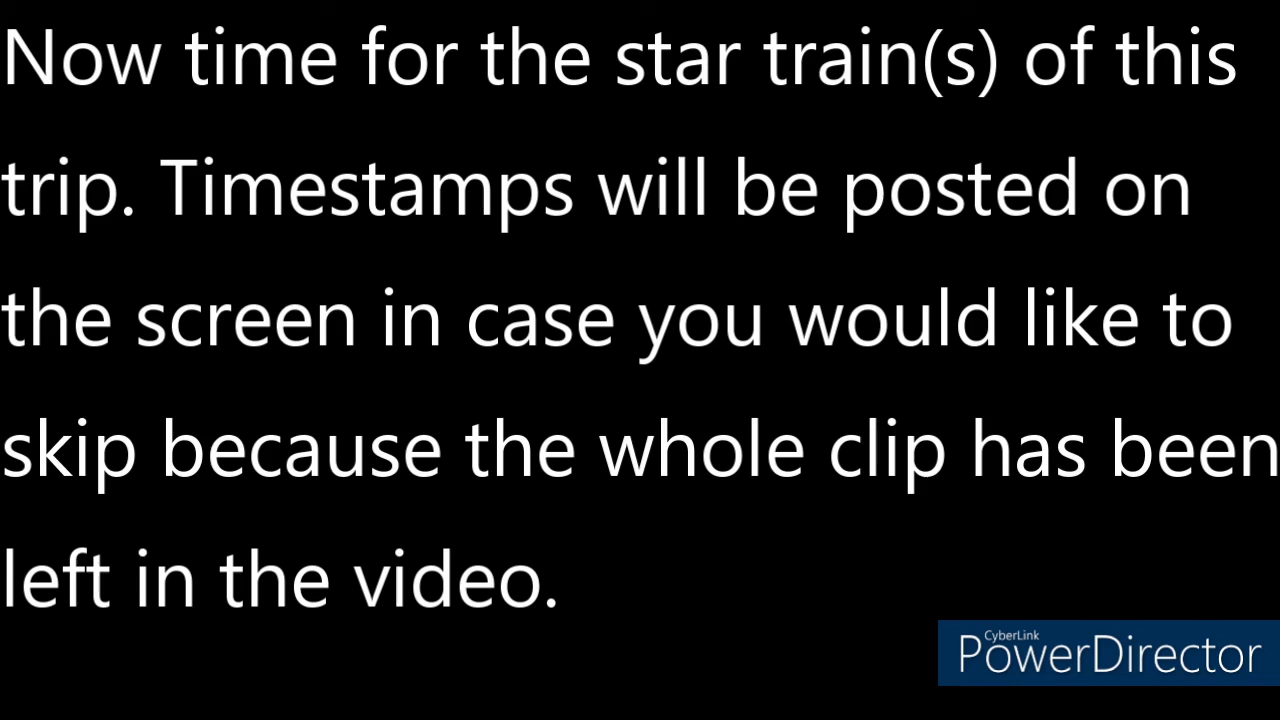 Now time for the star train(s) of this
trip. Timestamps will be posted on
the screen in case you would like to
skip because the whole clip has been
left in the video.
CyberLink
PowerDirector